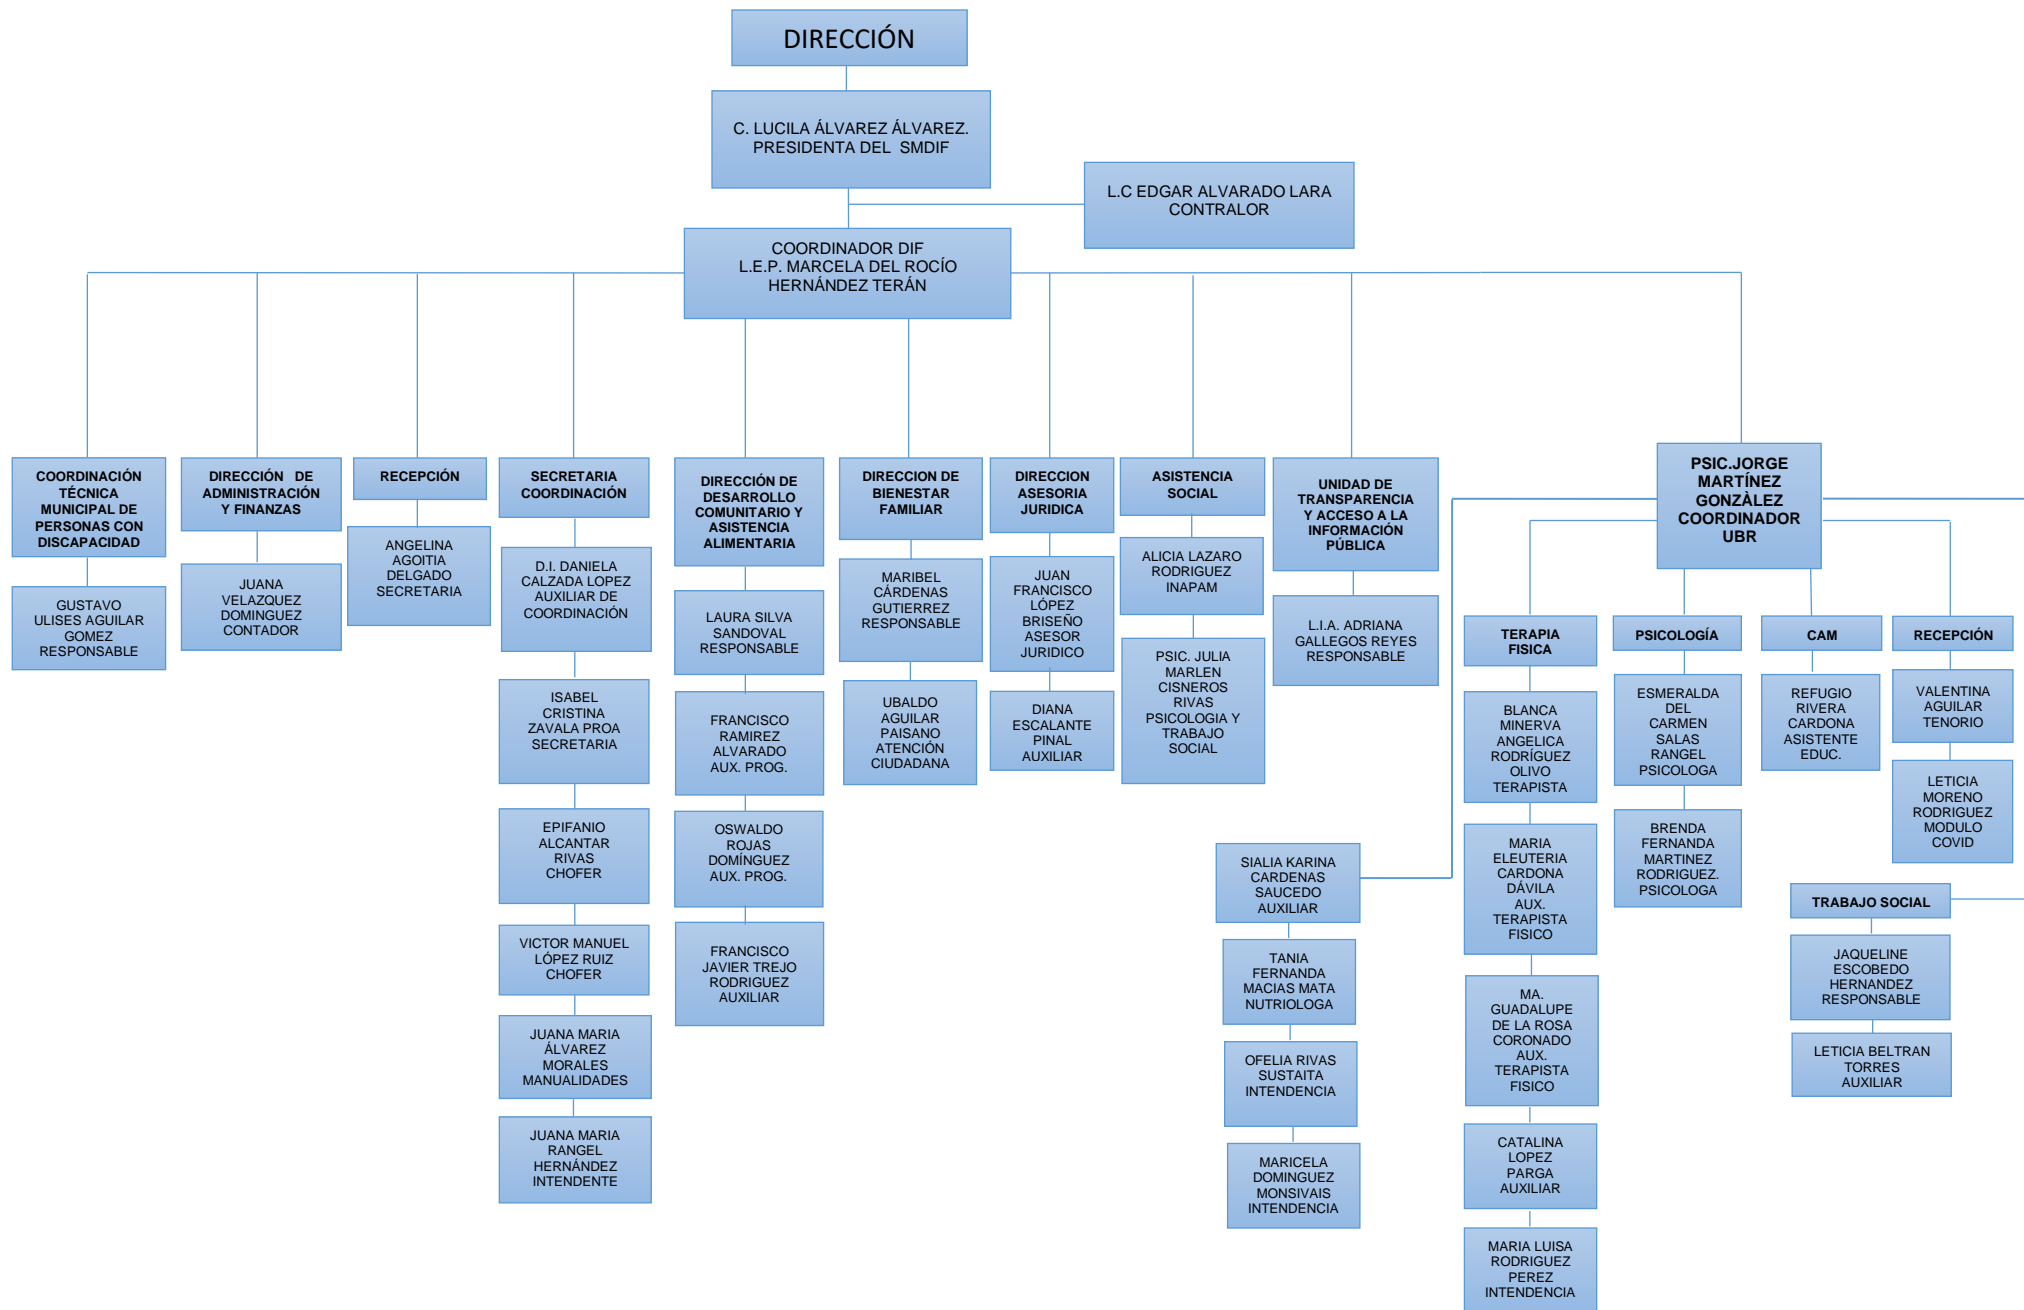 DIRECCIÓN
C. LUCILA ÁLVAREZ ÁLVAREZ.
PRESIDENTA DEL SMDIF
L.C EDGAR ALVARADO LARA
CONTRALOR
COORDINADOR DIF
L.E.P. MARCELA DEL ROCÍO
HERNÁNDEZ TERÁN
COORDINACIÓN
TÉCNICA
MUNICIPAL DE
PERSONAS CON
DISCAPACIDAD
GUSTAVO
ULISES AGUILAR
GOMEZ
RESPONSABLE
DIRECCIÓN DE
ADMINISTRACIÓN
Y FINANZAS
JUANA
VELAZQUEZ
DOMINGUEZ
CONTADOR
RECEPCIÓN
ANGELINA
AGOITIA
DELGADO
SECRETARIA
SECRETARIA
COORDINACIÓN
D.I. DANIELA
CALZADA LOPEZ
AUXILIAR DE
COORDINACIÓN
ISABEL
CRISTINA
ZAVALA PROA
SECRETARIA
EPIFANIO
ALCANTAR
RIVAS
CHOFER
VICTOR MANUEL
LÓPEZ RUIZ
CHOFER
JUANA MARIA
ÁLVAREZ
MORALES
MANUALIDADES
JUANA MARIA
RANGEL
HERNÁNDEZ
INTENDENTE
DIRECCIÓN DE
DESARROLLO
COMUNITARIO Y
ASISTENCIA
ALIMENTARIA
LAURA SILVA
SANDOVAL
RESPONSABLE
FRANCISCO
RAMIREZ
ALVARADO
AUX. PROG.
OSWALDO
ROJAS
DOMÍNGUEZ
AUX. PROG.
FRANCISCO
JAVIER TREJO
RODRIGUEZ
AUXILIAR
DIRECCION DE
BIENESTAR
FAMILIAR
MARIBEL
CÁRDENAS
GUTIERREZ
RESPONSABLE
UBALDO
AGUILAR
PAISANO
ATENCIÓN
CIUDADANA
DIRECCION
ASESORIA
JURIDICA
JUAN
FRANCISCO
LÓPEZ
BRISEÑO
ASESOR
JURIDICO
DIANA
ESCALANTE
PINAL
AUXILIAR
ASISTENCIA
SOCIAL
ALICIA LAZARO
RODRIGUEZ
INAPAM
PSIC. JULIA
MARLEN
CISNEROS
RIVAS
PSICOLOGIA Y
TRABAJO
SOCIAL
UNIDAD DE
TRANSPARENCIA
Y ACCESO A LA
INFORMACIÓN
PÚBLICA
L.I.A. ADRIANA
GALLEGOS REYES
RESPONSABLE
PSIC.JORGE
MARTÍNEZ
GONZÀLEZ
COORDINADOR
UBR
SIALIA KARINA
CARDENAS
SAUCEDO
AUXILIAR
TANIA
FERNANDA
MACIAS MATA
NUTRIOLOGA
OFELIA RIVAS
SUSTAITA
INTENDENCIA
MARICELA
DOMINGUEZ
MONSIVAIS
INTENDENCIA
TERAPIA
FISICA
BLANCA
MINERVA
ANGELICA
RODRÍGUEZ
OLIVO
TERAPISTA
MARIA
ELEUTERIA
CARDONA
DÁVILA
AUX.
TERAPISTA
FISICO
MA.
GUADALUPE
DE LA ROSA
CORONADO
AUX.
TERAPISTA
FISICO
CATALINA
LOPEZ
PARGA
AUXILIAR
MARIA LUISA
RODRIGUEZ
PEREZ
INTENDENCIA
PSICOLOGÍA
ESMERALDA
DEL
CARMEN
SALAS
RANGEL
PSICOLOGA
BRENDA
FERNANDA
MARTINEZ
RODRIGUEZ.
PSICOLOGA
CAM
REFUGIO
RIVERA
CARDONA
ASISTENTE
EDUC.
RECEPCIÓN
VALENTINA
AGUILAR
TENORIO
LETICIA
MORENO
RODRIGUEZ
MODULO
COVID
TRABAJO SOCIAL
JAQUELINE
ESCOBEDO
HERNANDEZ
RESPONSABLE
LETICIA BELTRAN
TORRES
AUXILIAR